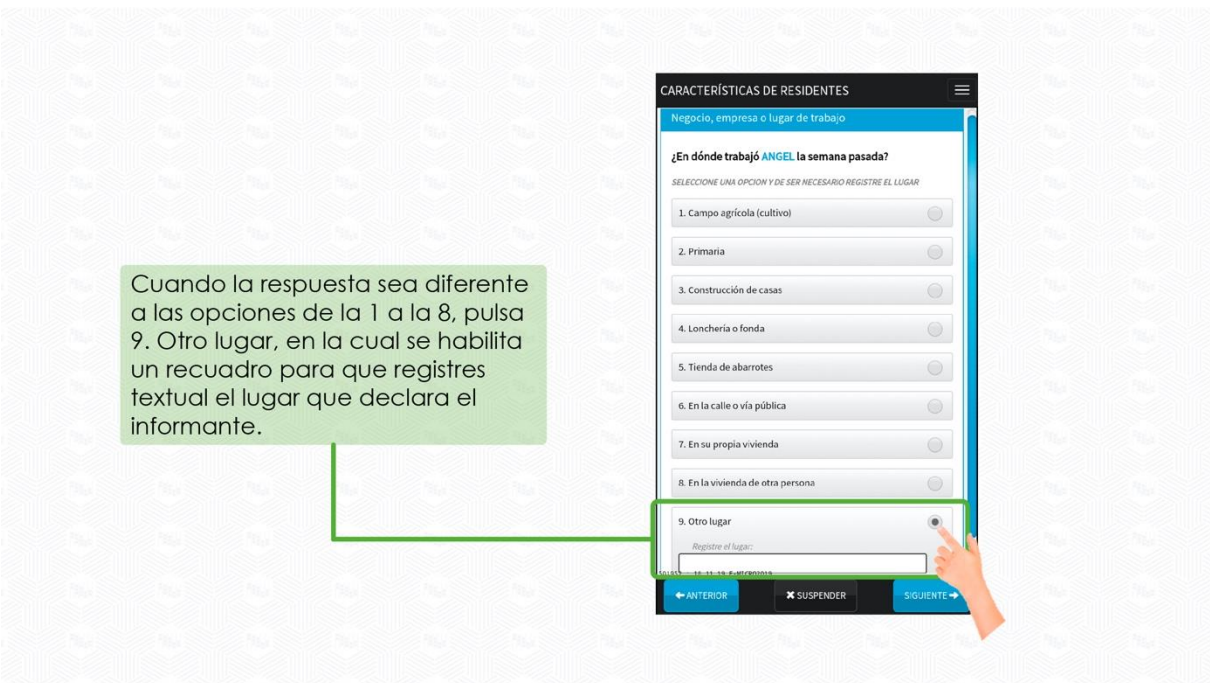 Cuando la respuesta sea diferente
a las opciones de la 1 a la 8, pulsa
9. Otro lugar, en la cual se habilita
un recuadro para que registres
textual el lugar que declara el
informante.
CARACTERÍSTICAS DE RESIDENTES
Negocio, empresa o lugar de trabajo
¿En dónde trabajó ANGEL la semana pasada?
SELECCIONE UNA OPCION Y DE SER NECESARIO REGISTRE EL LUGAR
1. Campo agrícola (cultivo)
2. Primaria
3. Construcción de casas
4. Lonchería o fonda
5. Tienda de abarrotes
6. En la calle o vía pública
7. En su propia vivienda
8. En la vivienda de otra persona
9. Otro lugar
Registre el lugar:
ANTERIOR
SUSPENDER
SIGUIENTE